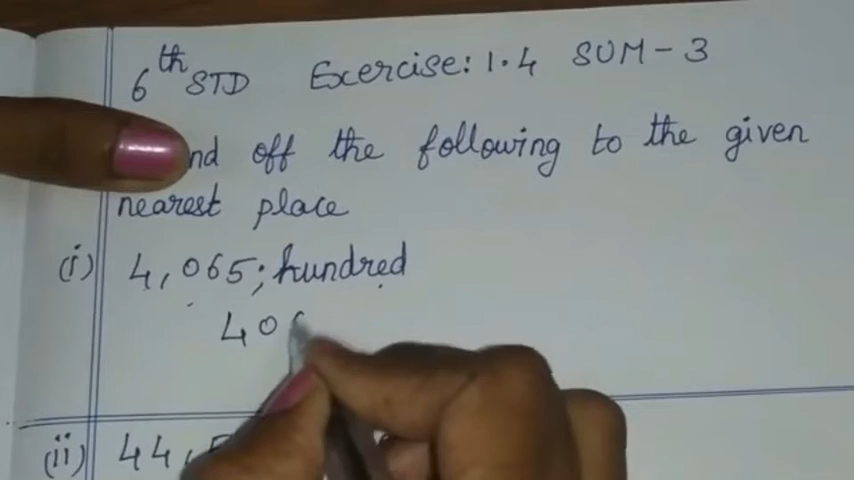 6th STD Exercise: 1.4 SUM - 3
off the following to the given
nearest place
(i) 4,065; hundred
40
(ii) 44,